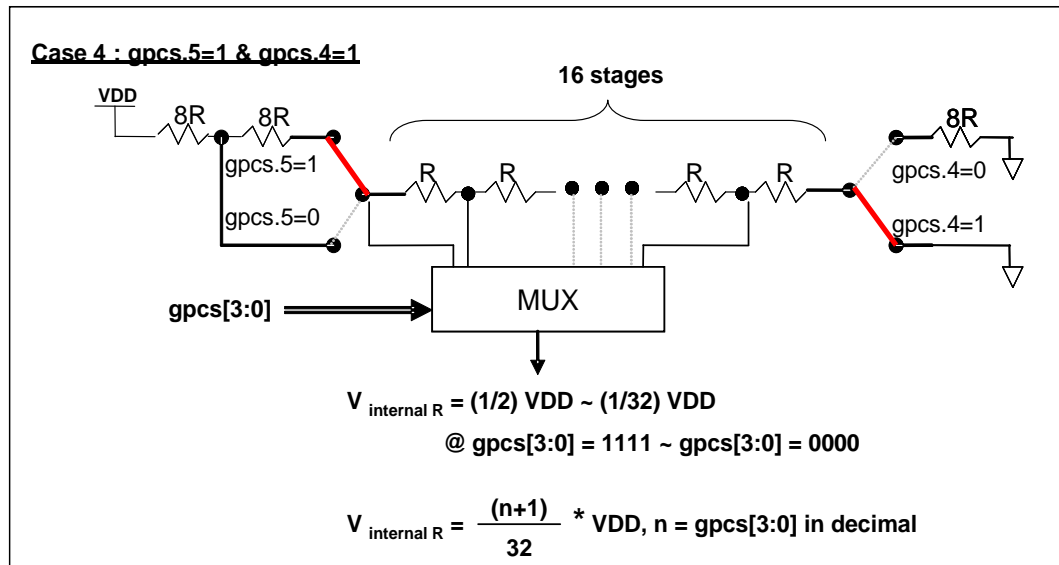 Case 4 : gpcs.5=1 & gpcs.4=1
16 stages
VDD
8R
8R
8R
gpcs.5=1
R
R
R
R
gpcs.4=0
gpcs.5=0
gpcs.4=1
MUX
gpcs[3:0]
V internal R = (1/2) VDD ~ (1/32) VDD
@ gpcs[3:0] = 1111 ~ gpcs[3:0] = 0000
V internal R = (n+1) / 32 * VDD, n = gpcs[3:0] in decimal